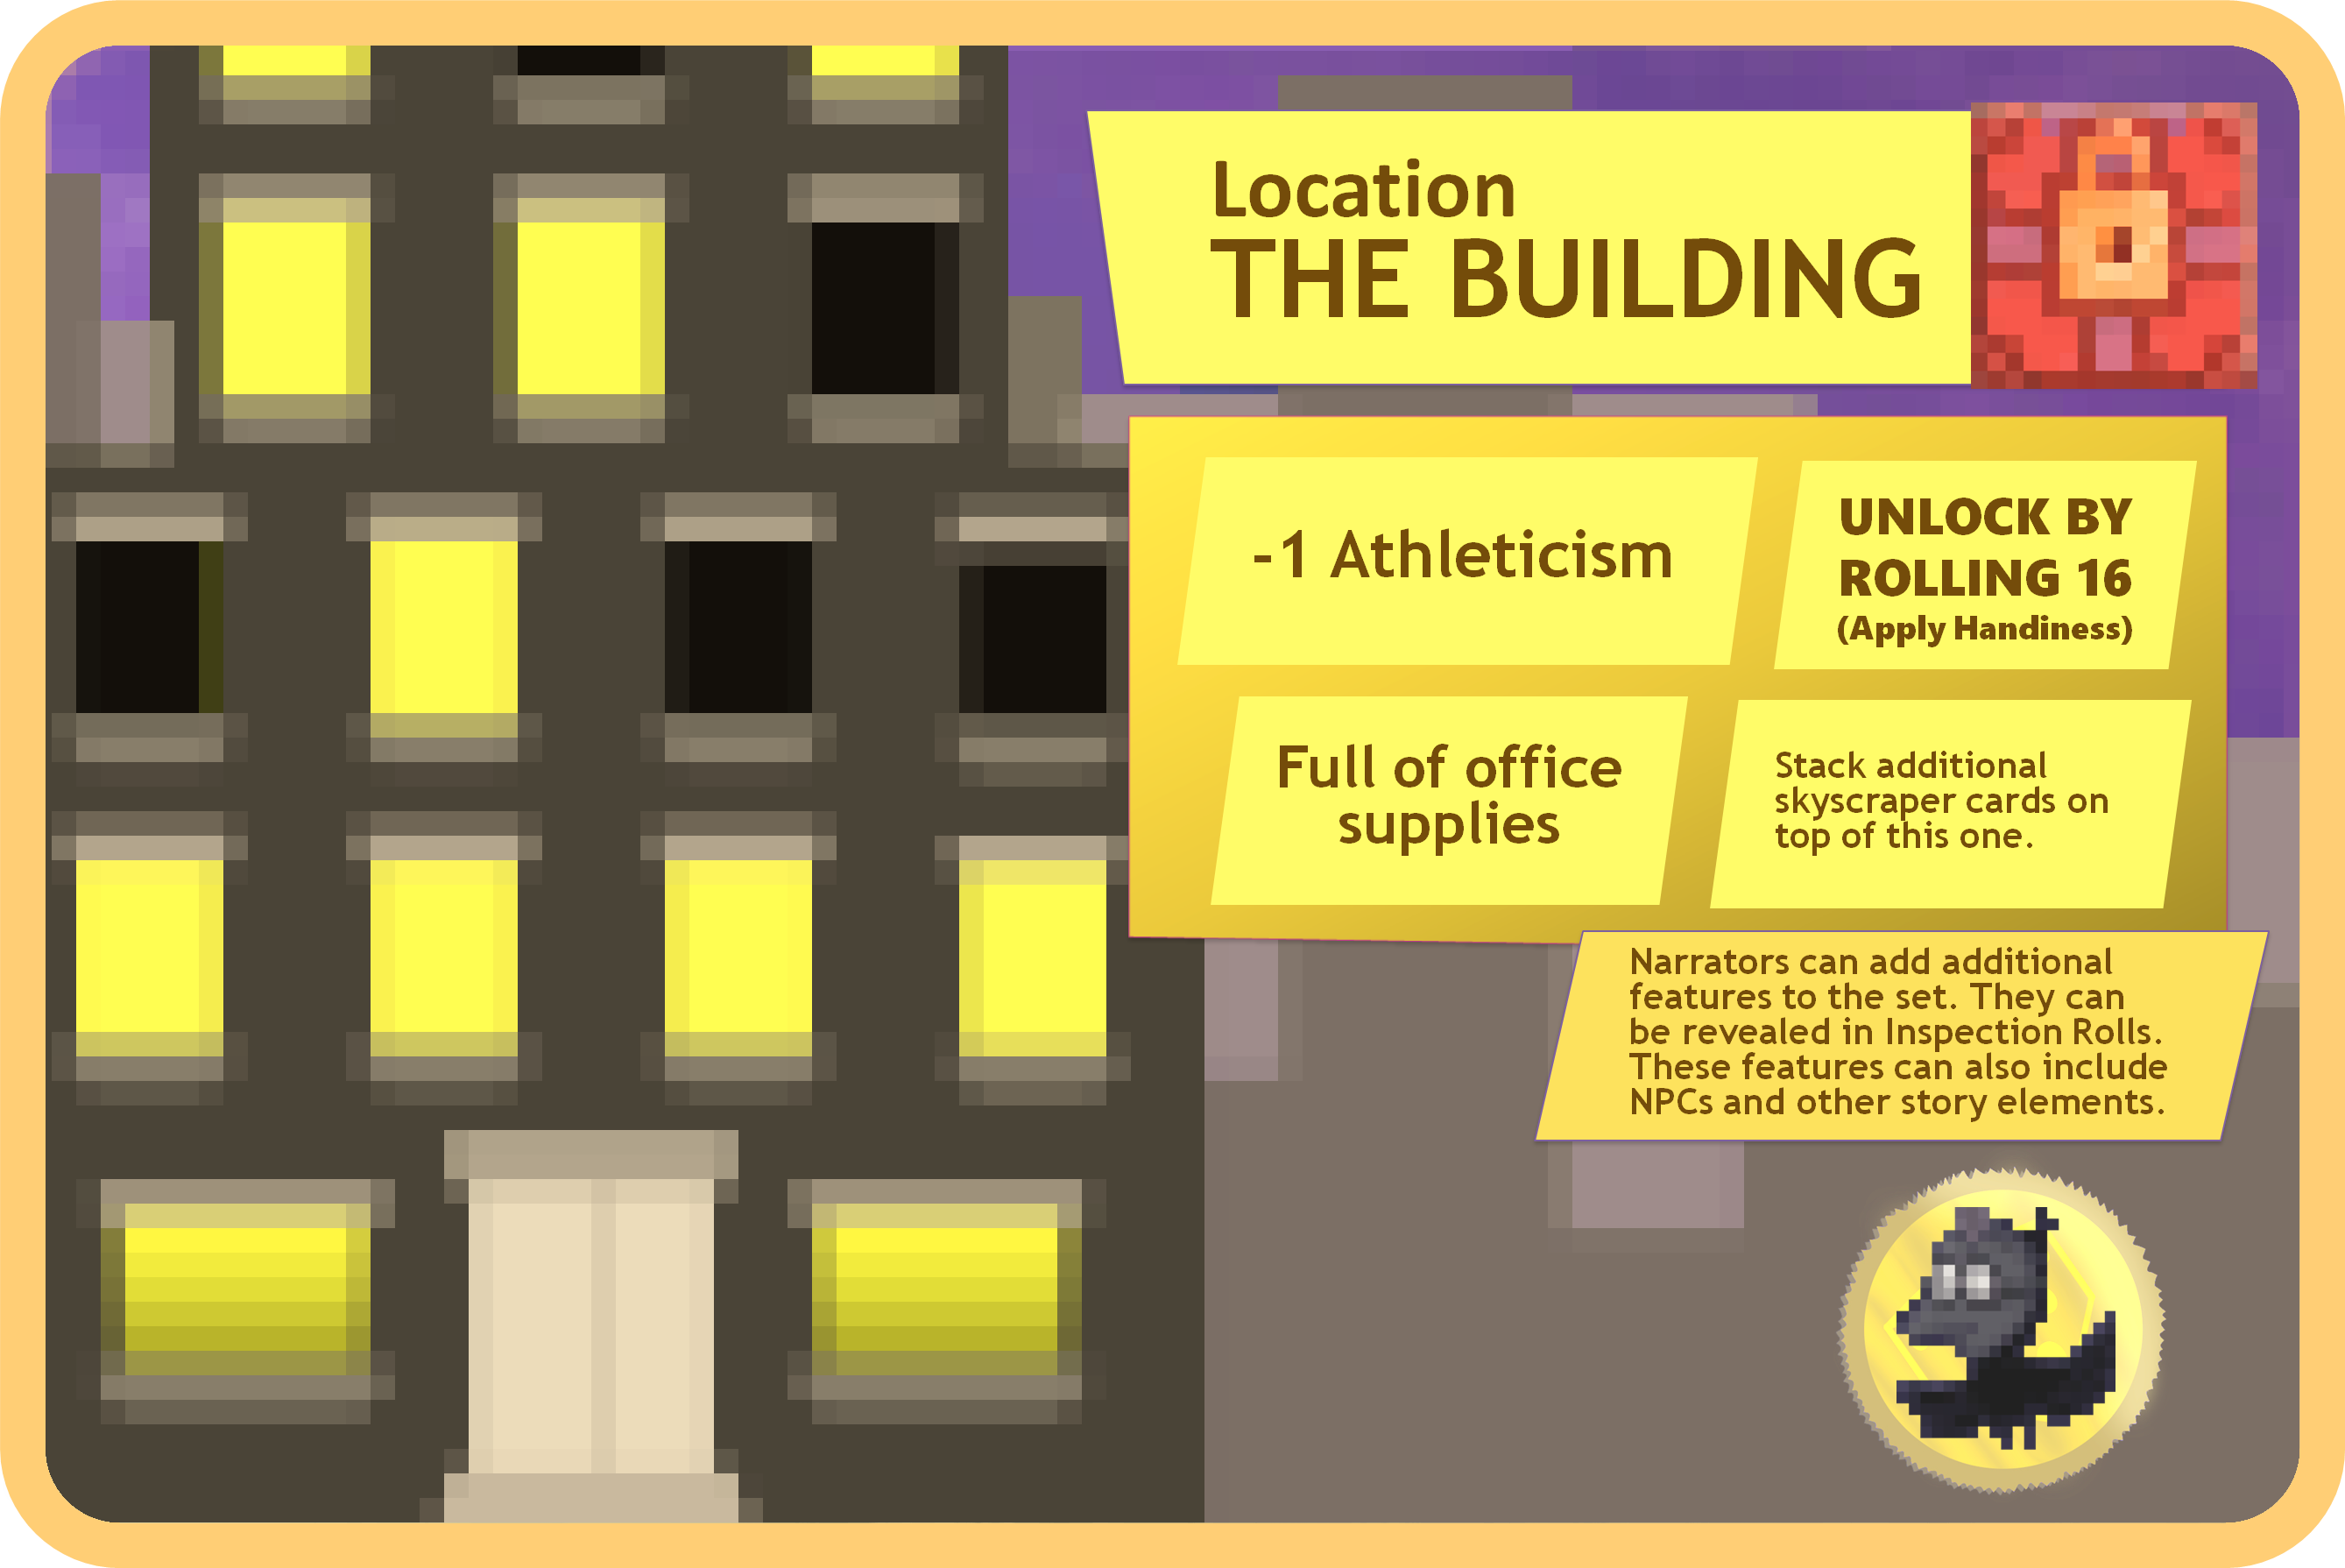 Location
THE BUILDING
-1 Athleticism
UNLOCK BY
ROLLING 16
(Apply Handiness)
Full of office
supplies
Stack additional
skyscraper cards on
top of this one.
Narrators can add additional
features to the set. They can
be revealed in Inspection Rolls.
These features can also include
NPCs and other story elements.